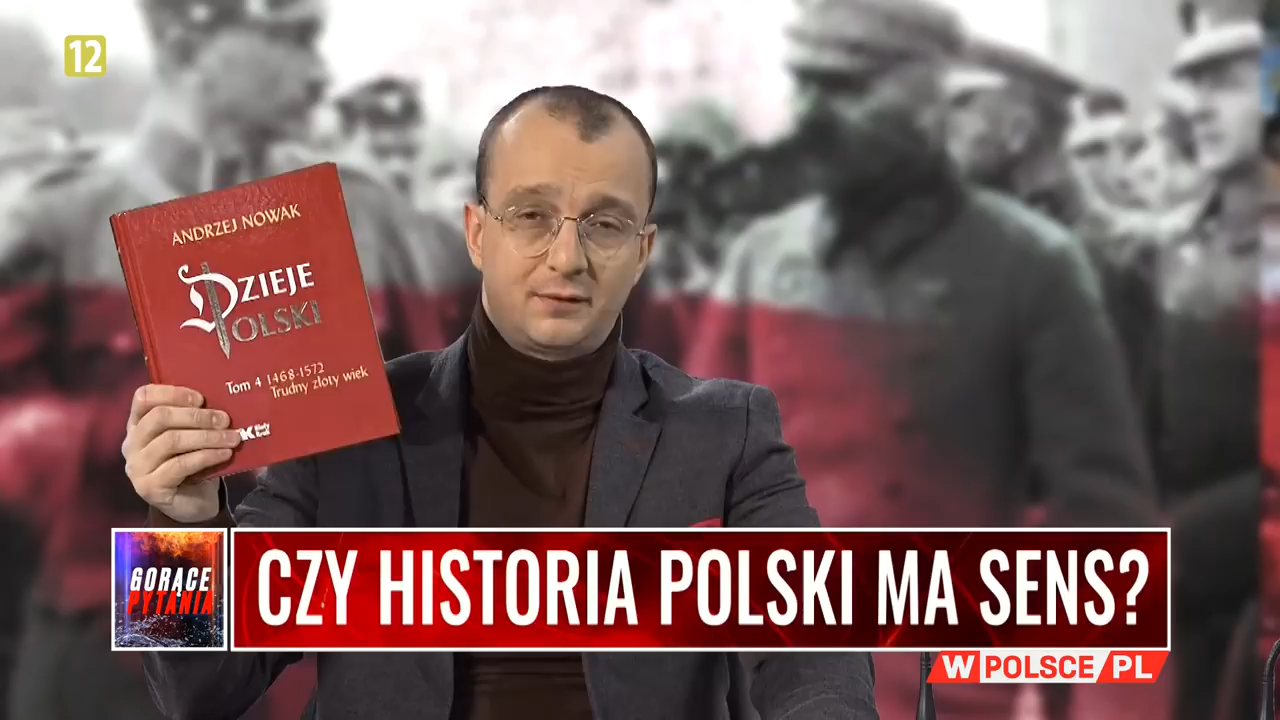 12
ANDRZEJ NOWAK
DZIEJE
POLSKI
Tom 4 1468-1572
Trudny złoty wiek
GORĄCE
PYTANIA
CZY HISTORIA POLSKI MA SENS?
WPOLSCE/PL